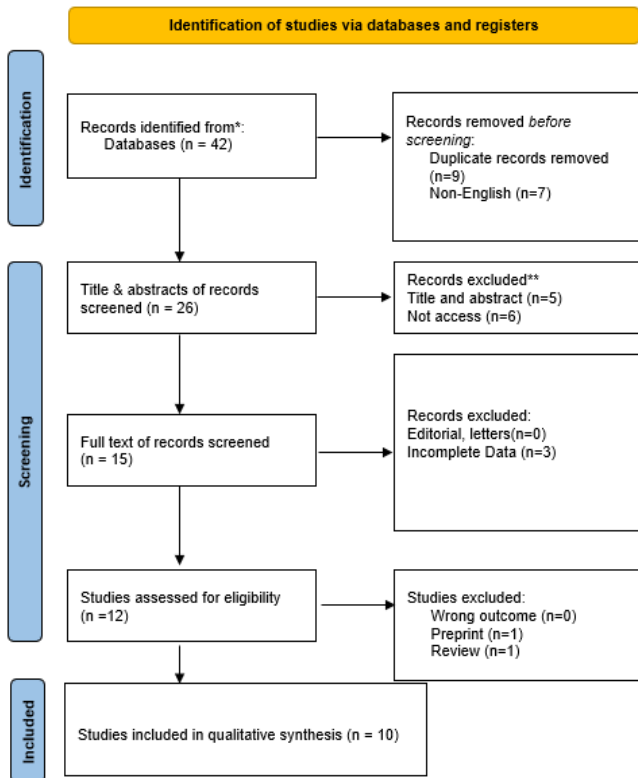 Identification of studies via databases and registers
Identification
Records identified from*:
Databases (n = 42)
Records removed before
screening:
Duplicate records removed
(n=9)
Non-English (n=7)
Screening
Title & abstracts of records
screened (n = 26)
Records excluded**
Title and abstract (n=5)
Not access (n=6)
Full text of records screened
(n = 15)
Records excluded:
Editorial, letters(n=0)
Incomplete Data (n=3)
Studies assessed for eligibility
(n =12)
Studies excluded:
Wrong outcome (n=0)
Preprint (n=1)
Review (n=1)
Included
Studies included in qualitative synthesis (n = 10)